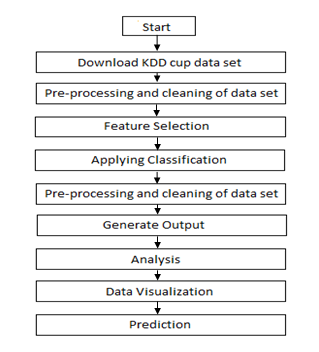 Start
Download KDD cup data set
Pre-processing and cleaning of data set
Feature Selection
Applying Classification
Pre-processing and cleaning of data set
Generate Output
Analysis
Data Visualization
Prediction